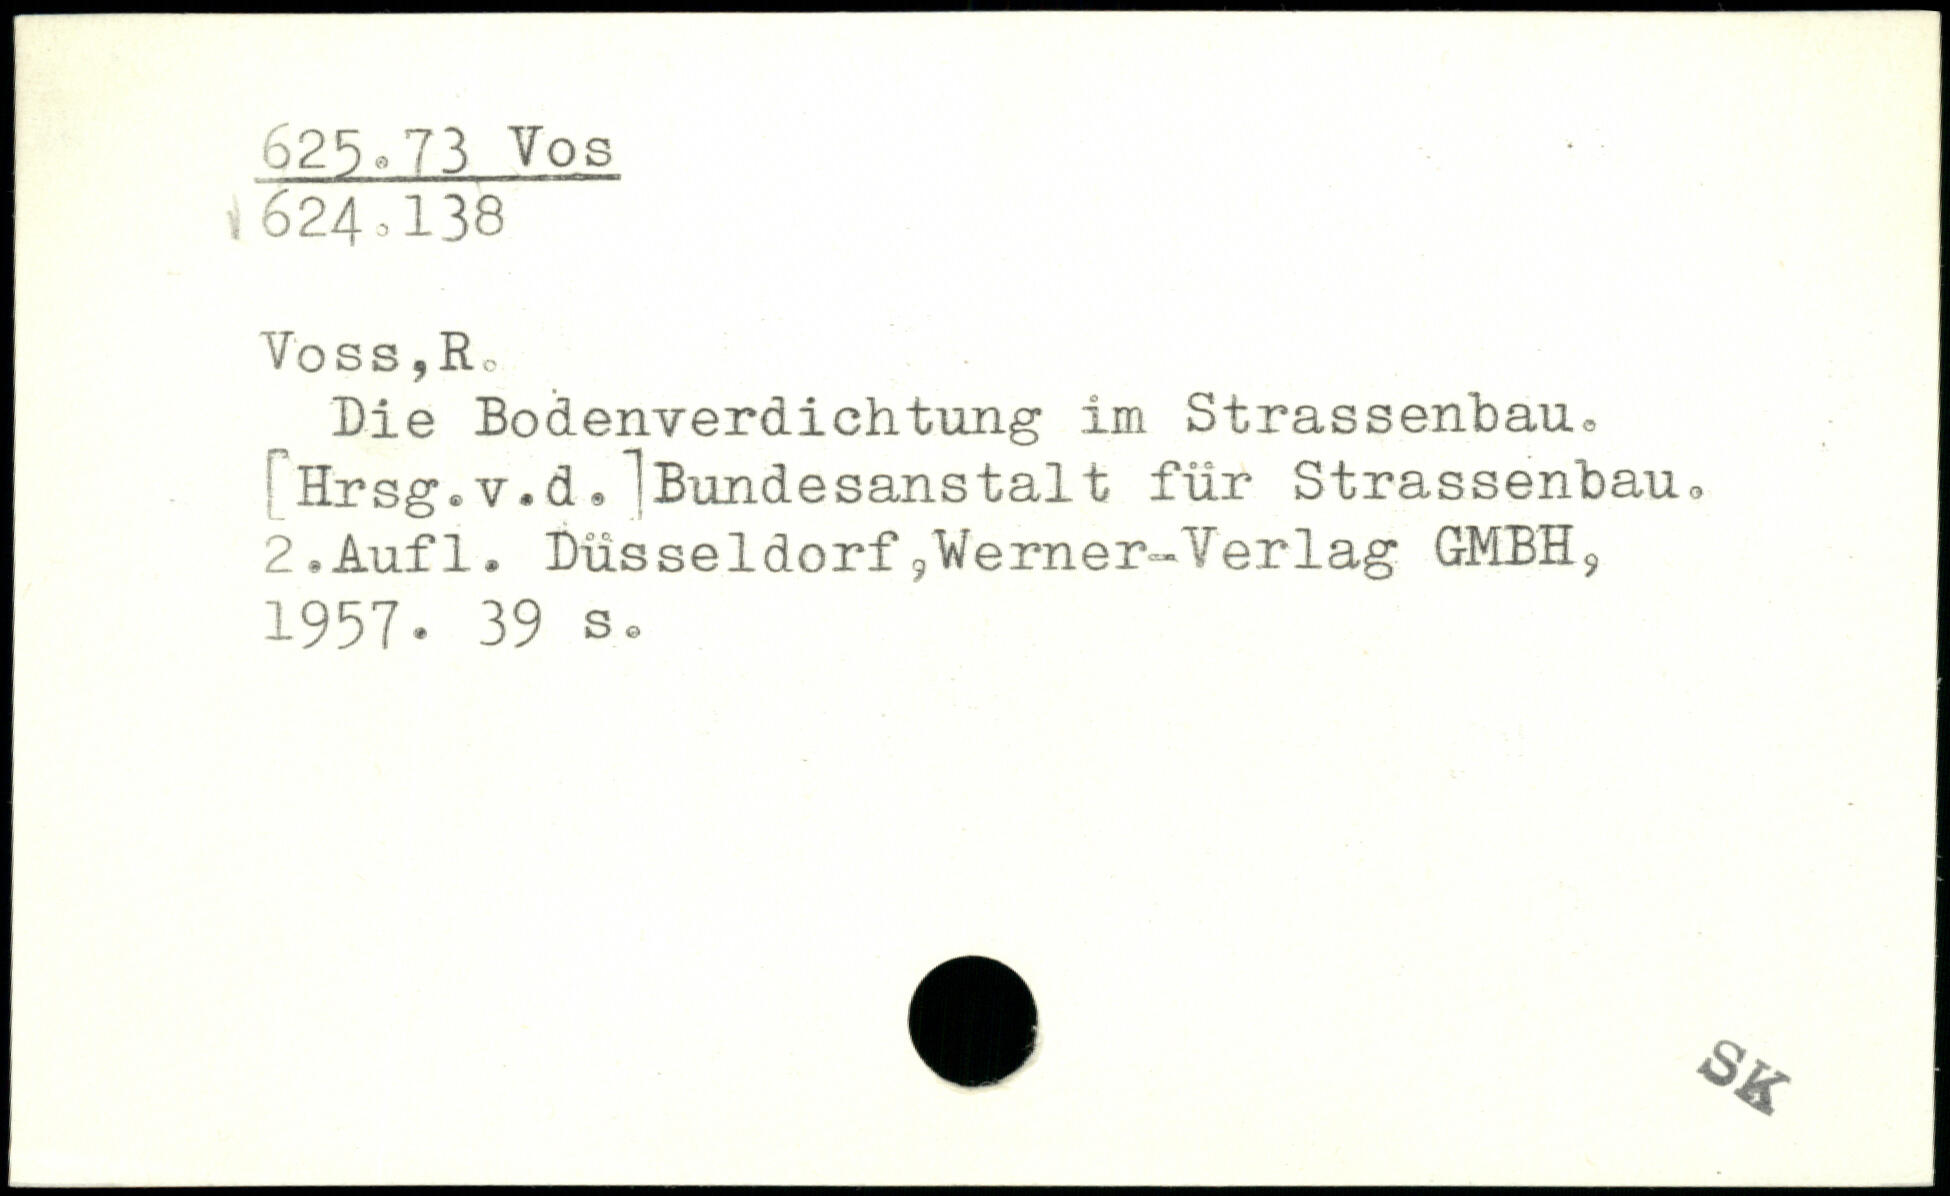 625.73 Vos
624.138
Voss,R.
Die Bodenverdichtung im Strassenbau.
[Hrsg.v.d.]Bundesanstalt für Strassenbau.
2.Aufl. Düsseldorf,Werner-Verlag GMBH,
1957. 39 s.
SK